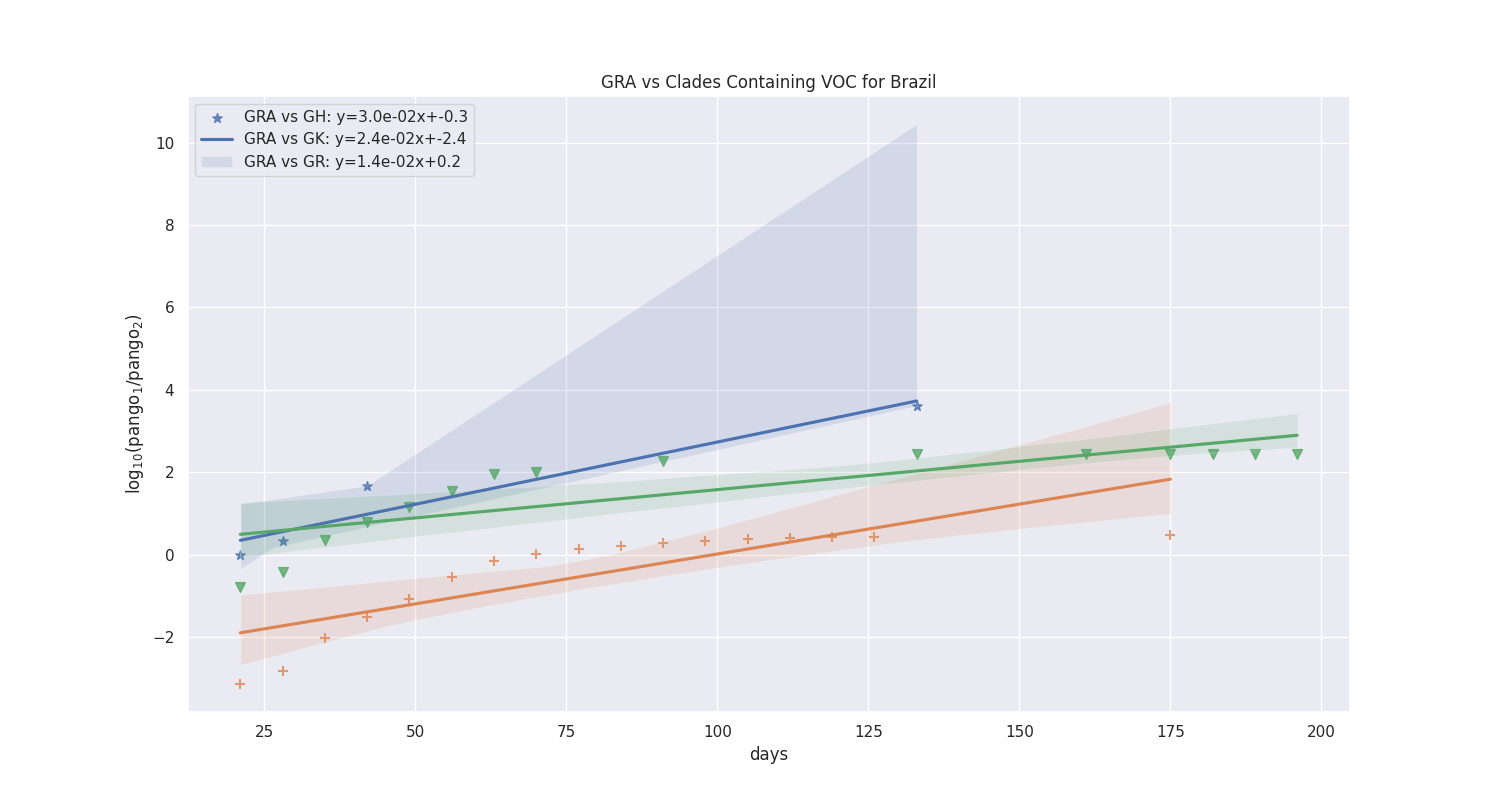 GRA vs Clades Containing VOC for Brazil
GRA vs GH: y=3.0e-02x+-0.3
GRA vs GK: y=2.4e-02x+-2.4
GRA vs GR: y=1.4e-02x+0.2
10
8
6
4
2
0
−2
log₁₀(pango₁/pango₂)
25 50 75 100 125 150 175 200
days